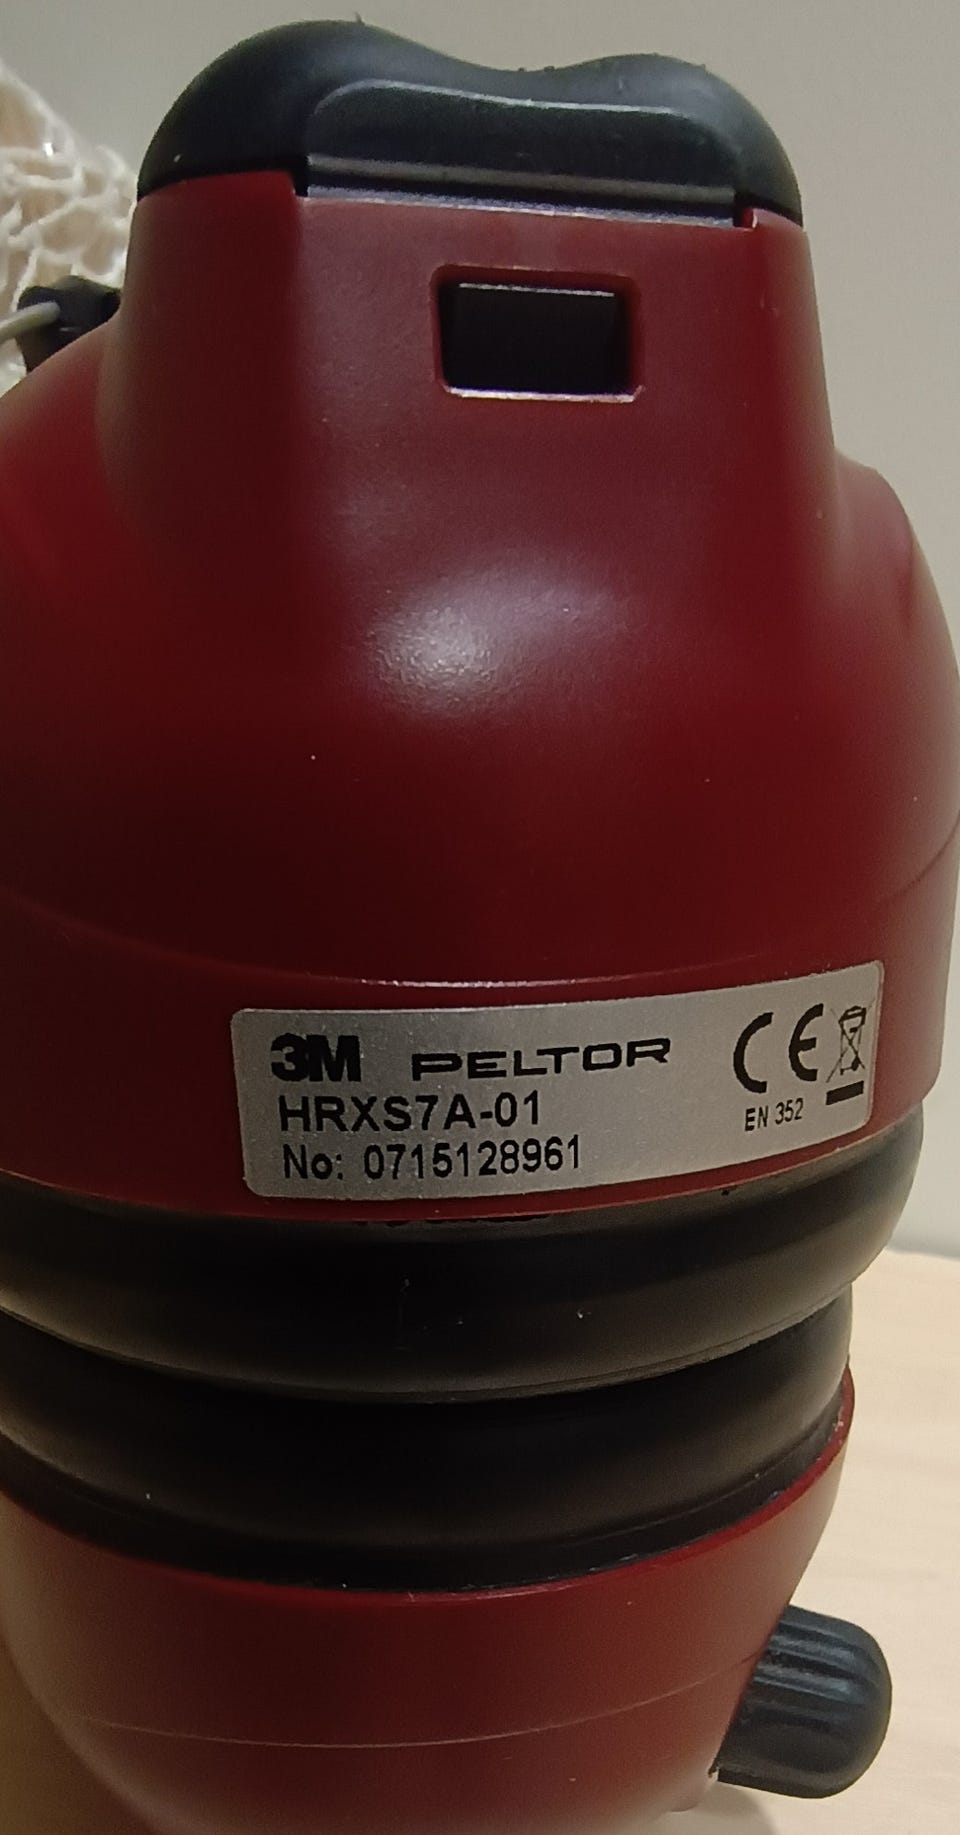 3M PELTOR
HRXS7A-01
No: 0715128961
CE
EN 352